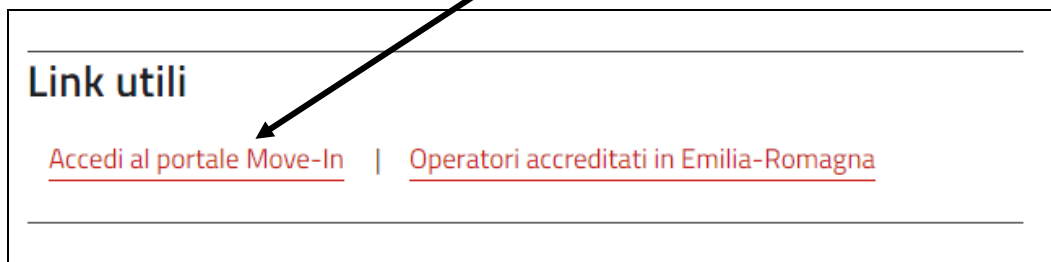 Link utili
Accedi al portale Move-In | Operatori accreditati in Emilia-Romagna